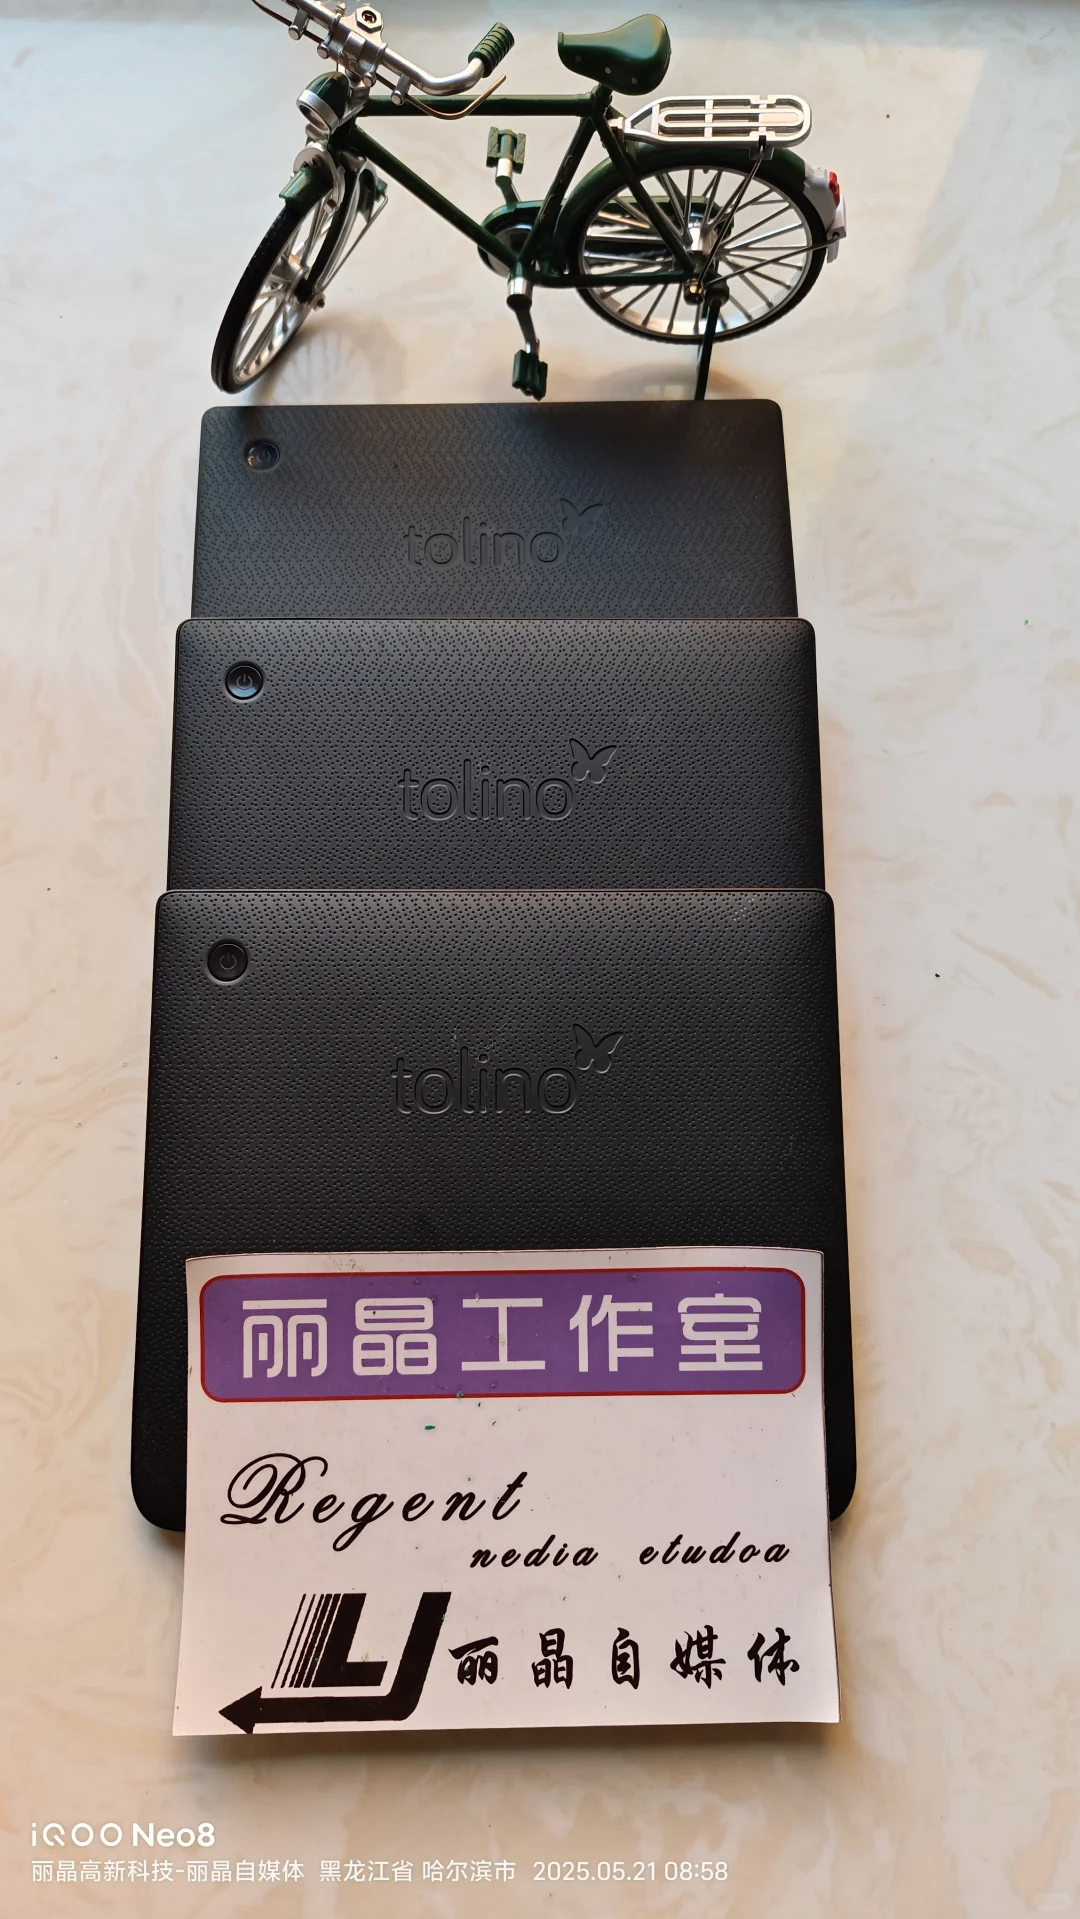 tolino
tolino
tolino
丽晶工作室
Regent
nedia etudoa
LJ 丽晶自媒体
iQOO Neo8
丽晶高新科技-丽晶自媒体 黑龙江省 哈尔滨市 2025.05.21 08:58